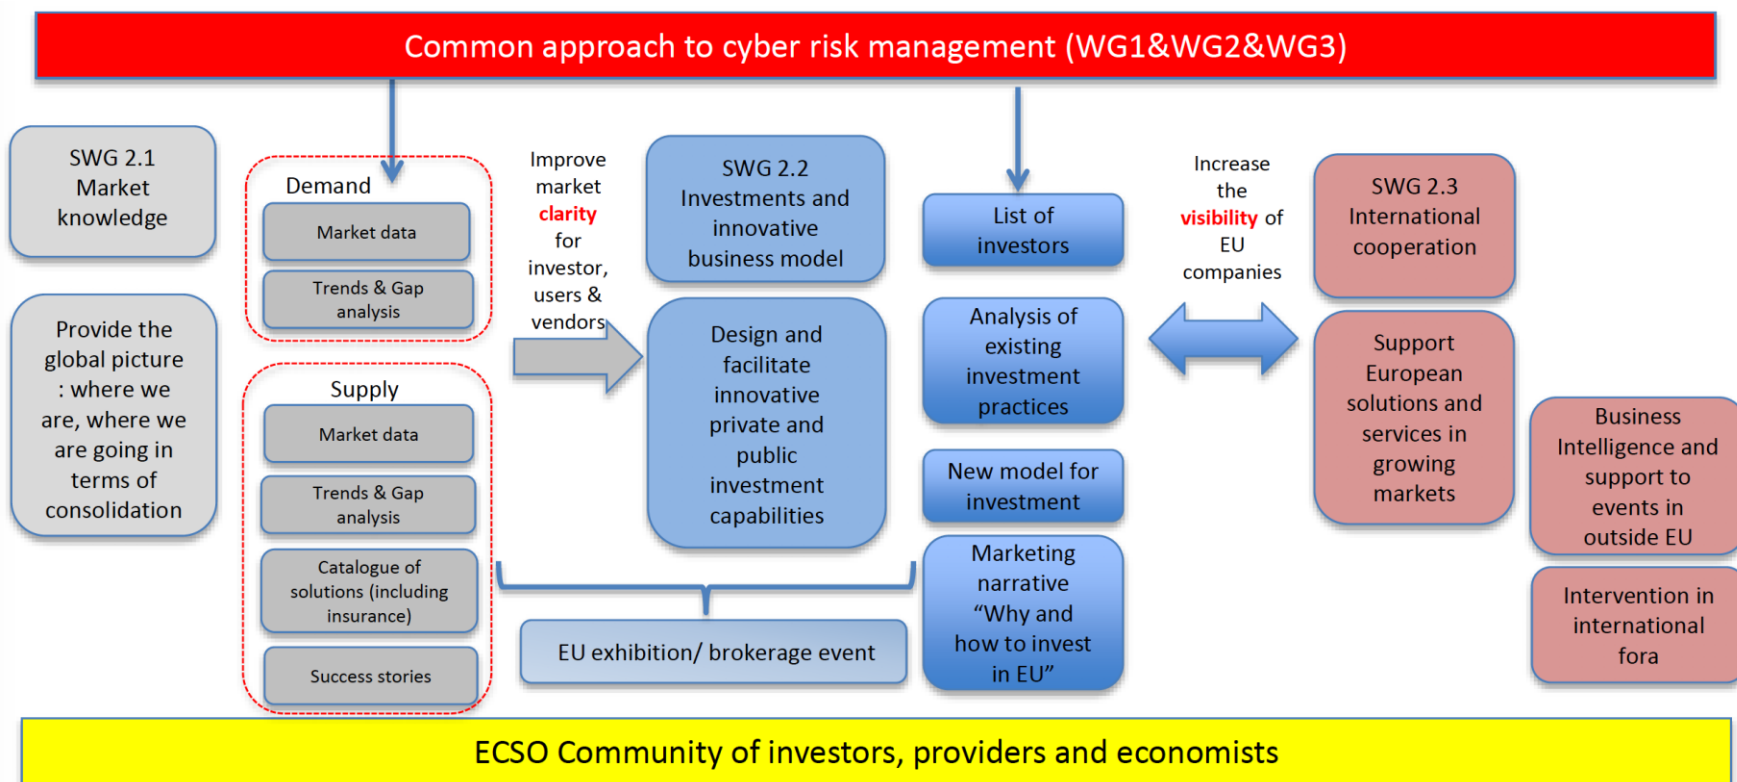 Common approach to cyber risk management (WG1&WG2&WG3)
SWG 2.1
Market
knowledge
Provide the
global picture
: where we
are, where we
are going in
terms of
consolidation
Demand
Market data
Trends & Gap
analysis
Supply
Market data
Trends & Gap
analysis
Catalogue of
solutions (including
insurance)
Success stories
Improve
market
clarity
for
investor,
users &
vendors
SWG 2.2
Investments and
innovative
business model
Design and
facilitate
innovative
private and
public
investment
capabilities
EU exhibition/ brokerage event
List of
investors
Analysis of
existing
investment
practices
New model for
investment
Marketing
narrative
“Why and
how to invest
in EU”
Increase
the
visibility of
EU
companies
SWG 2.3
International
cooperation
Support
European
solutions and
services in
growing
markets
Business
Intelligence and
support to
events in
outside EU
Intervention in
international
fora
ECSO Community of investors, providers and economists